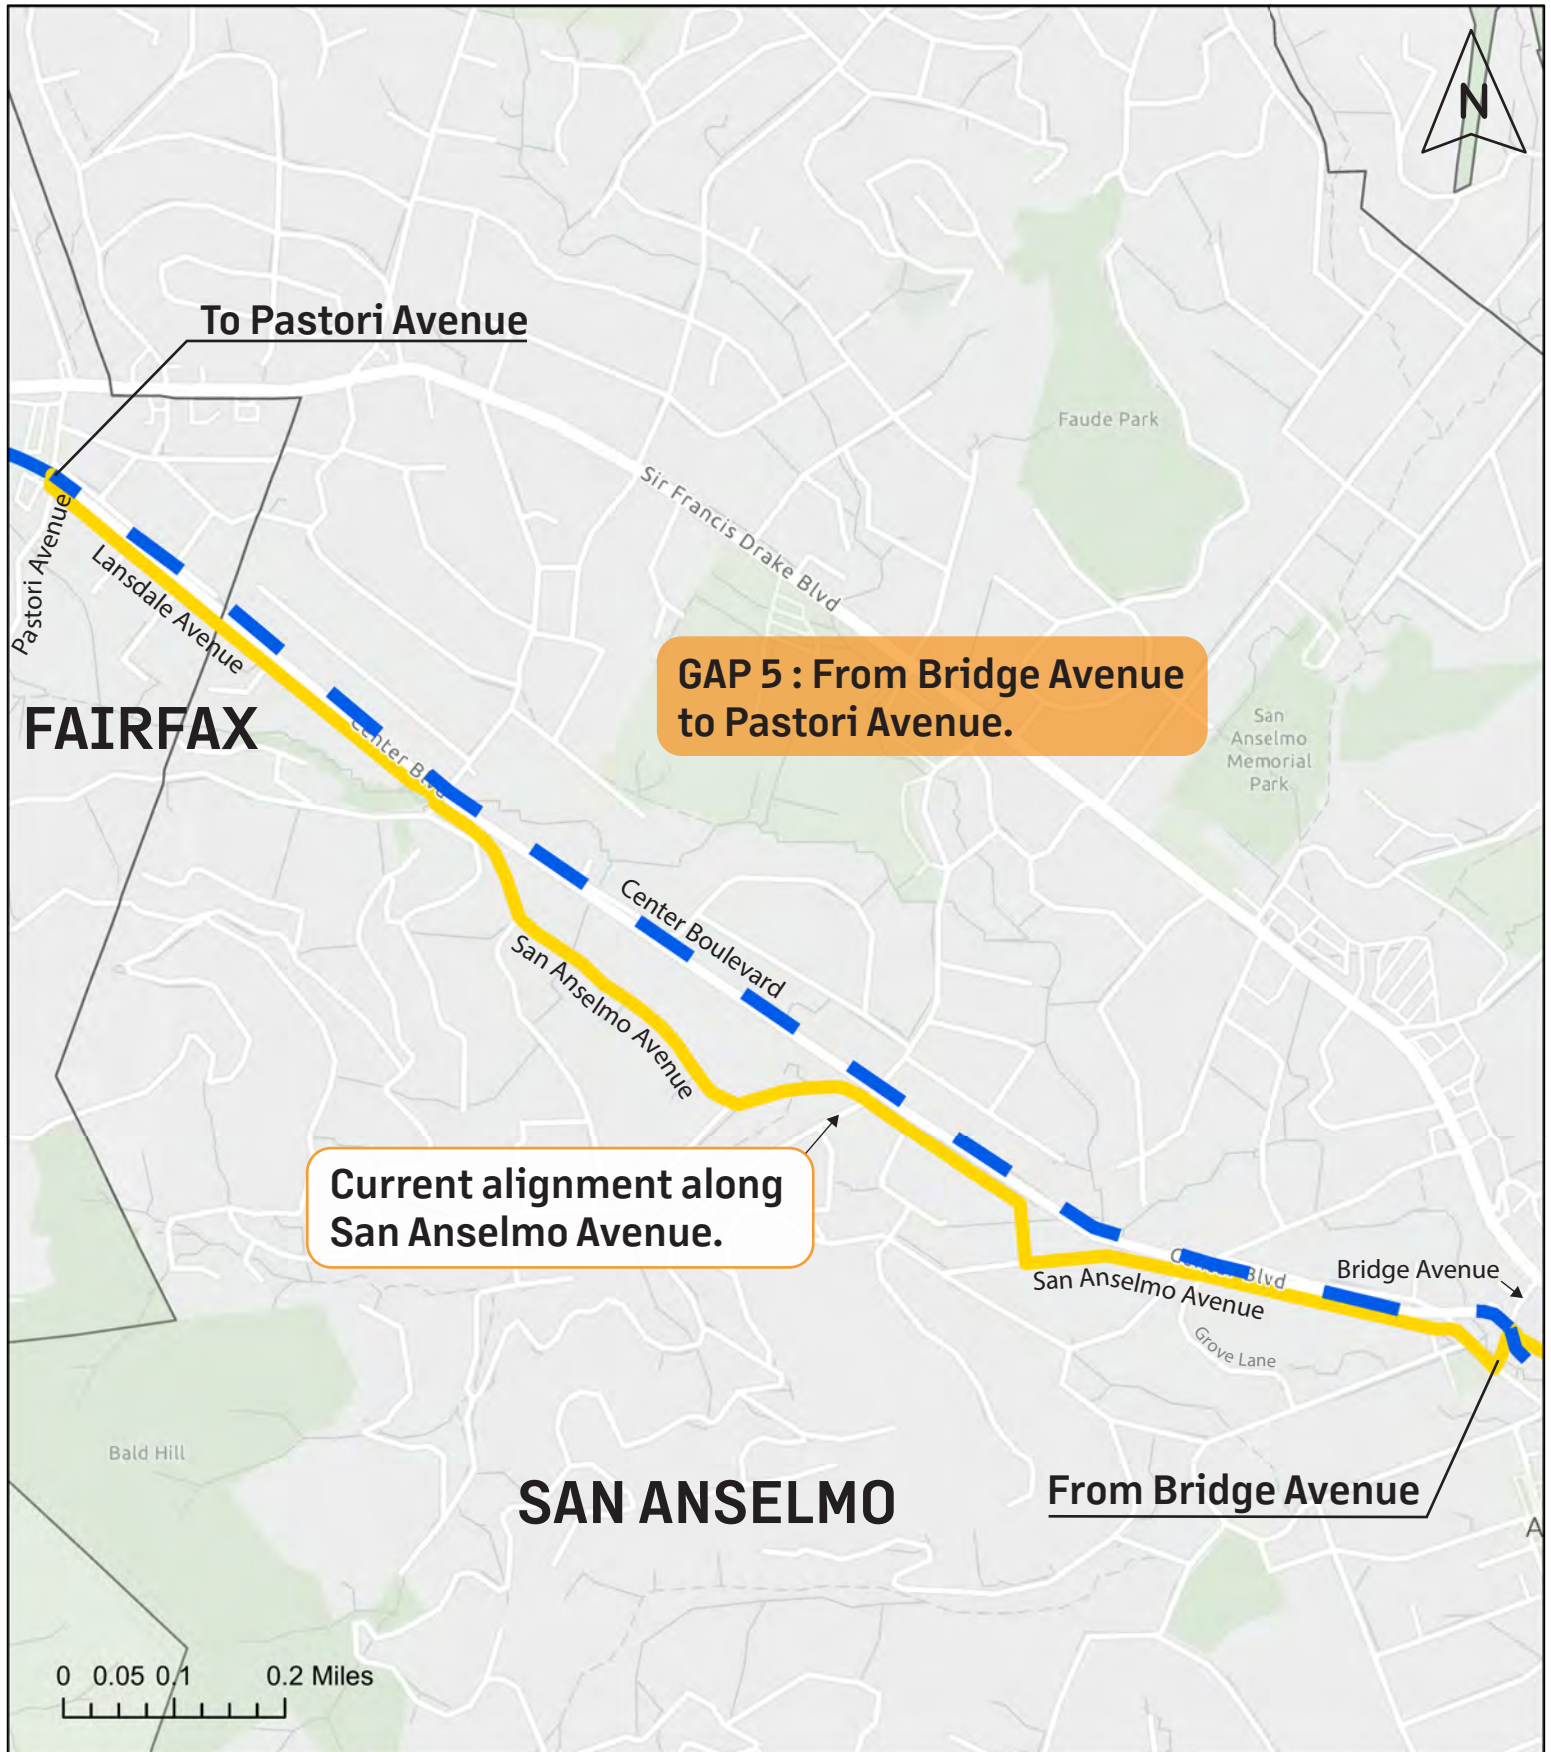 N
To Pastori Avenue
Faude Park
Sir Francis Drake Blvd
Pastori Avenue
Lansdale Avenue
GAP 5 : From Bridge Avenue
to Pastori Avenue.
FAIRFAX
San
Anselmo
Memorial
Park
Center Blvd
Center Boulevard
San Anselmo Avenue
Current alignment along
San Anselmo Avenue.
Center Blvd
Bridge Avenue
San Anselmo Avenue
Grove Lane
Bald Hill
SAN ANSELMO
From Bridge Avenue
A
0 0.05 0.1 0.2 Miles